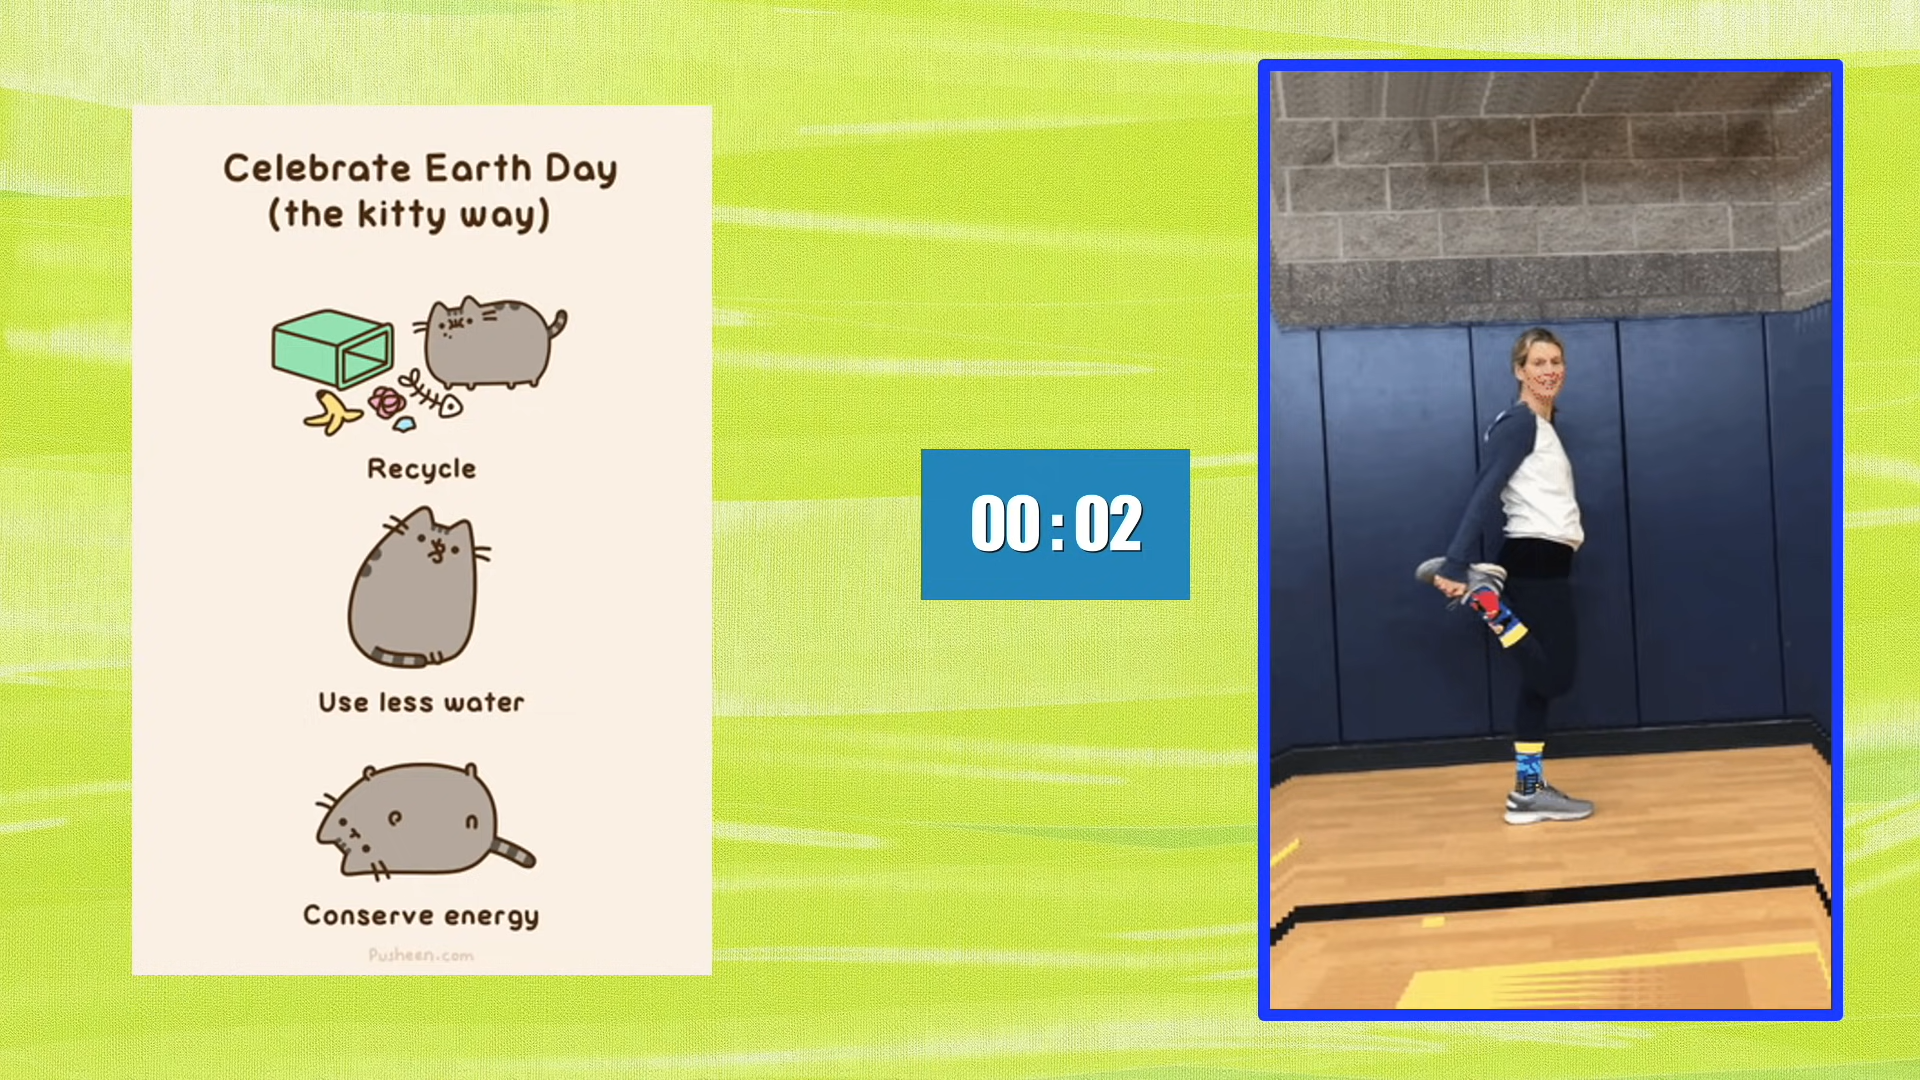 Celebrate Earth Day
(the kitty way)
Recycle
Use less water
Conserve energy
Pusheen.com
00:02